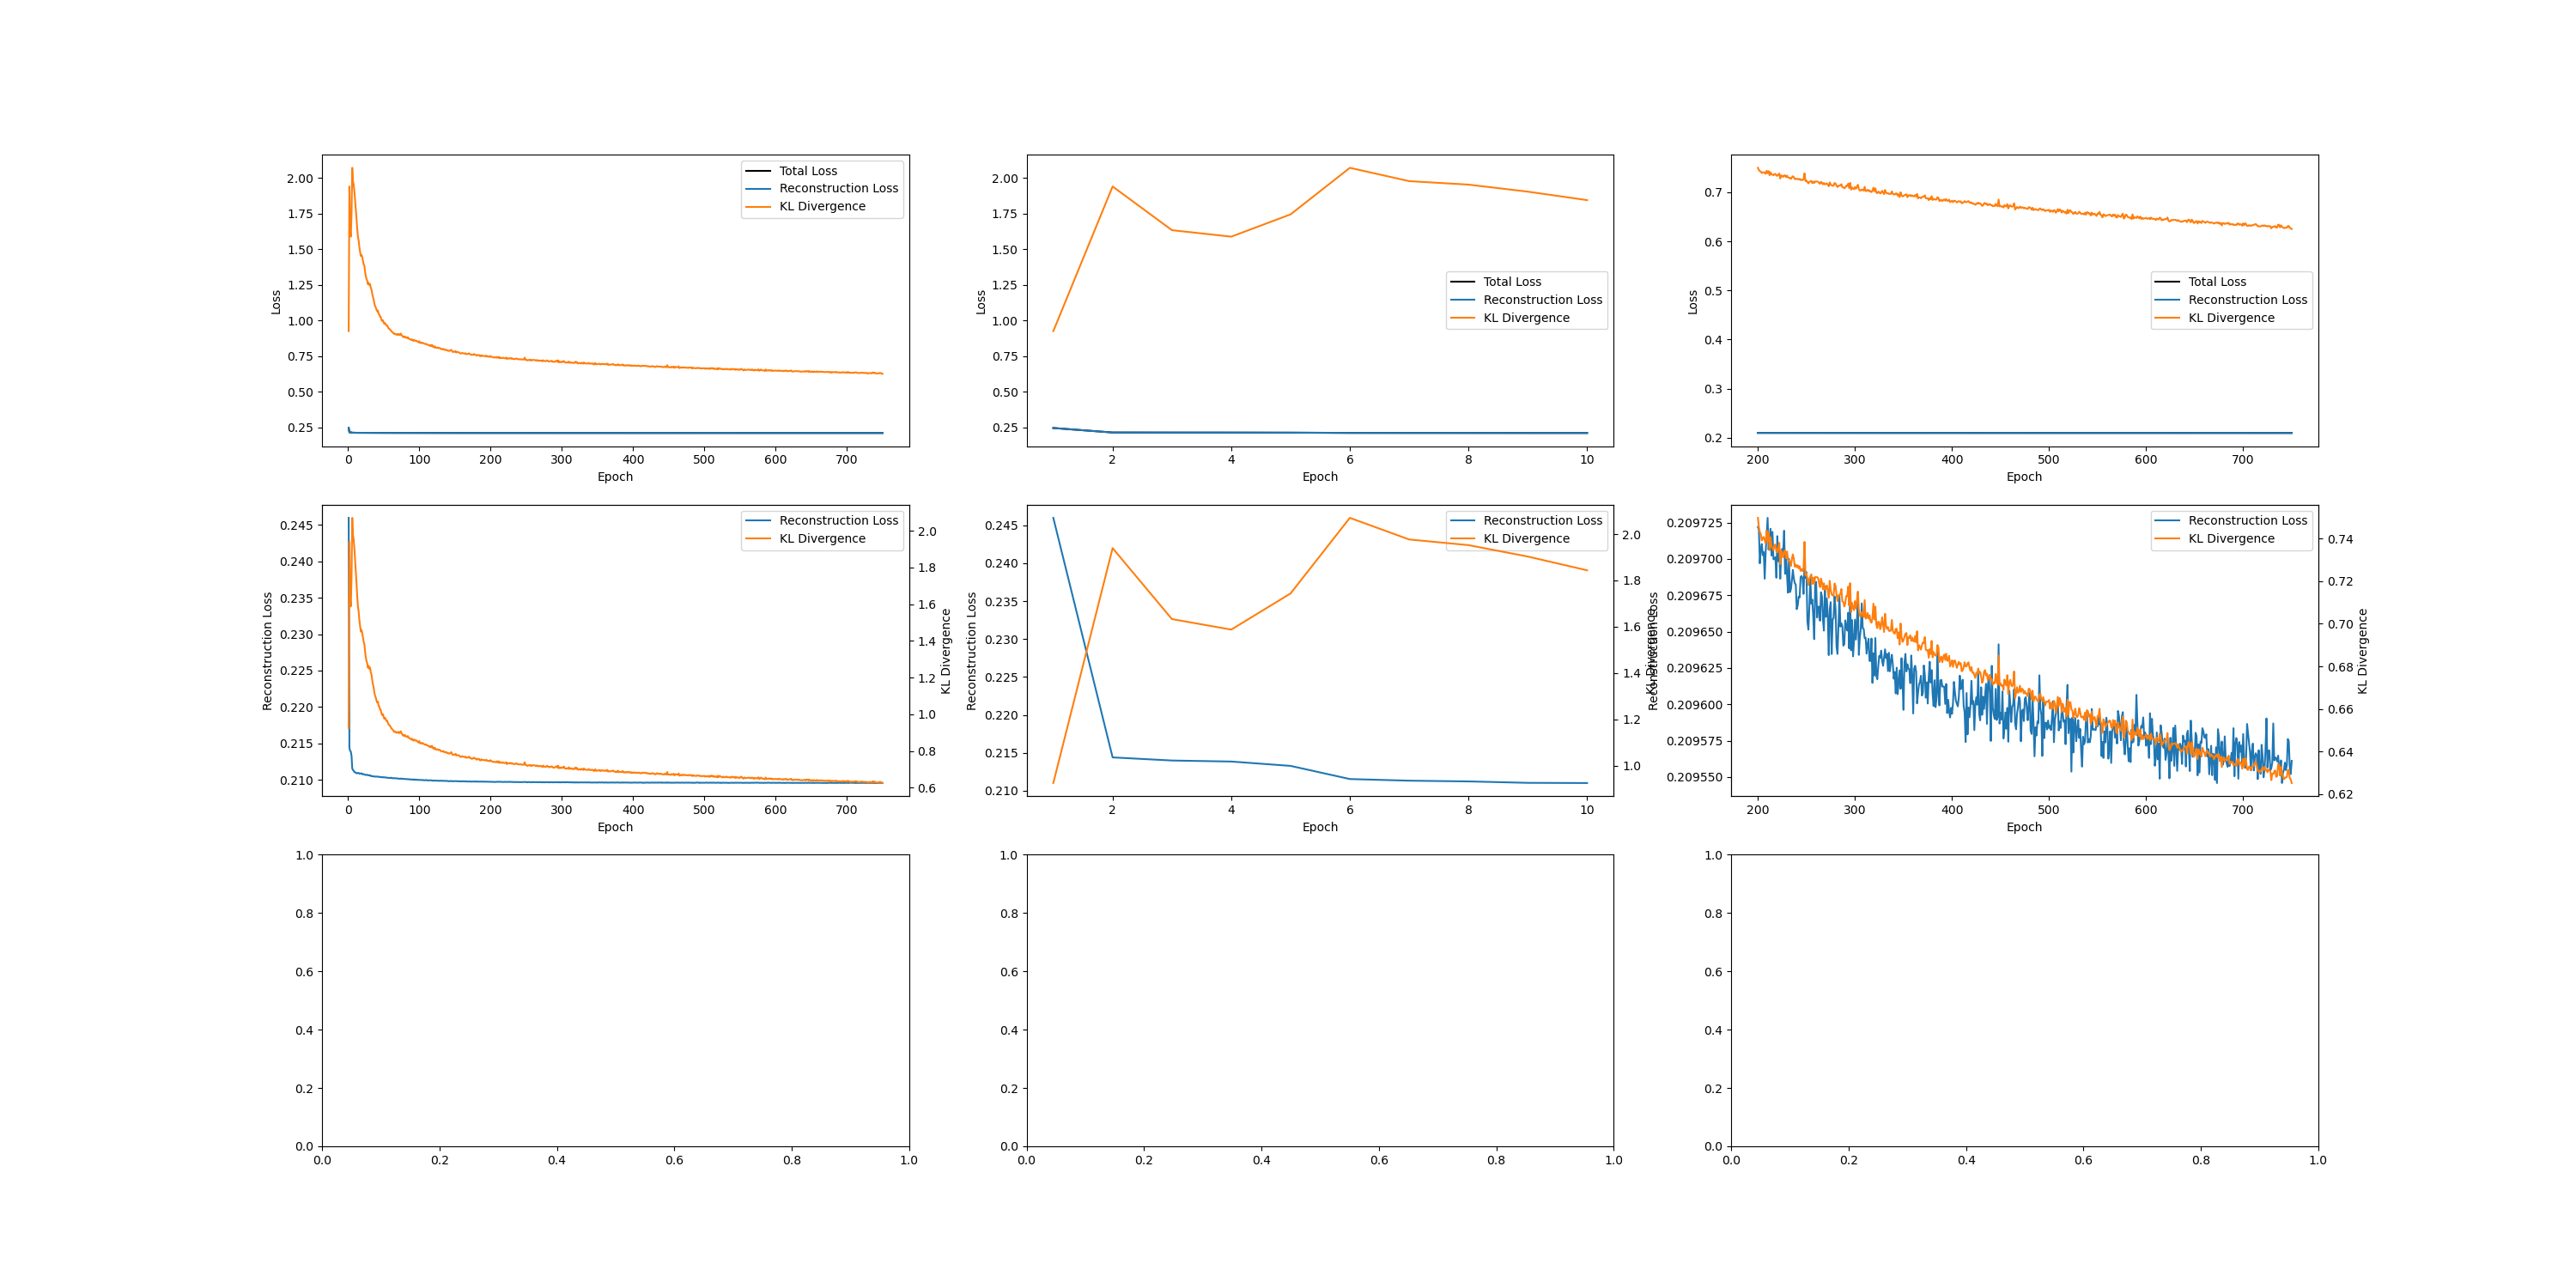 2.00
1.75
1.50
1.25
1.00
0.75
0.50
0.25
Loss
0 100 200 300 400 500 600 700
Epoch
Total Loss
Reconstruction Loss
KL Divergence
2.00
1.75
1.50
1.25
1.00
0.75
0.50
0.25
Loss
2 4 6 8 10
Epoch
Total Loss
Reconstruction Loss
KL Divergence
0.7
0.6
0.5
0.4
0.3
0.2
Loss
200 300 400 500 600 700
Epoch
Total Loss
Reconstruction Loss
KL Divergence
0.245
0.240
0.235
0.230
0.225
0.220
0.215
0.210
Reconstruction Loss
0 100 200 300 400 500 600 700
Epoch
Reconstruction Loss
KL Divergence
2.0
1.8
1.6
1.4
1.2
1.0
0.8
0.6
KL Divergence
0.245
0.240
0.235
0.230
0.225
0.220
0.215
0.210
Reconstruction Loss
2 4 6 8 10
Epoch
Reconstruction Loss
KL Divergence
2.0
1.8
1.6
1.4
1.2
1.0
KL Divergence
0.209725
0.209700
0.209675
0.209650
0.209625
0.209600
0.209575
0.209550
Reconstruction Loss
200 300 400 500 600 700
Epoch
Reconstruction Loss
KL Divergence
0.74
0.72
0.70
0.68
0.66
0.64
0.62
KL Divergence
1.0
0.8
0.6
0.4
0.2
0.0
0.0 0.2 0.4 0.6 0.8 1.0
1.0
0.8
0.6
0.4
0.2
0.0
0.0 0.2 0.4 0.6 0.8 1.0
1.0
0.8
0.6
0.4
0.2
0.0
0.0 0.2 0.4 0.6 0.8 1.0